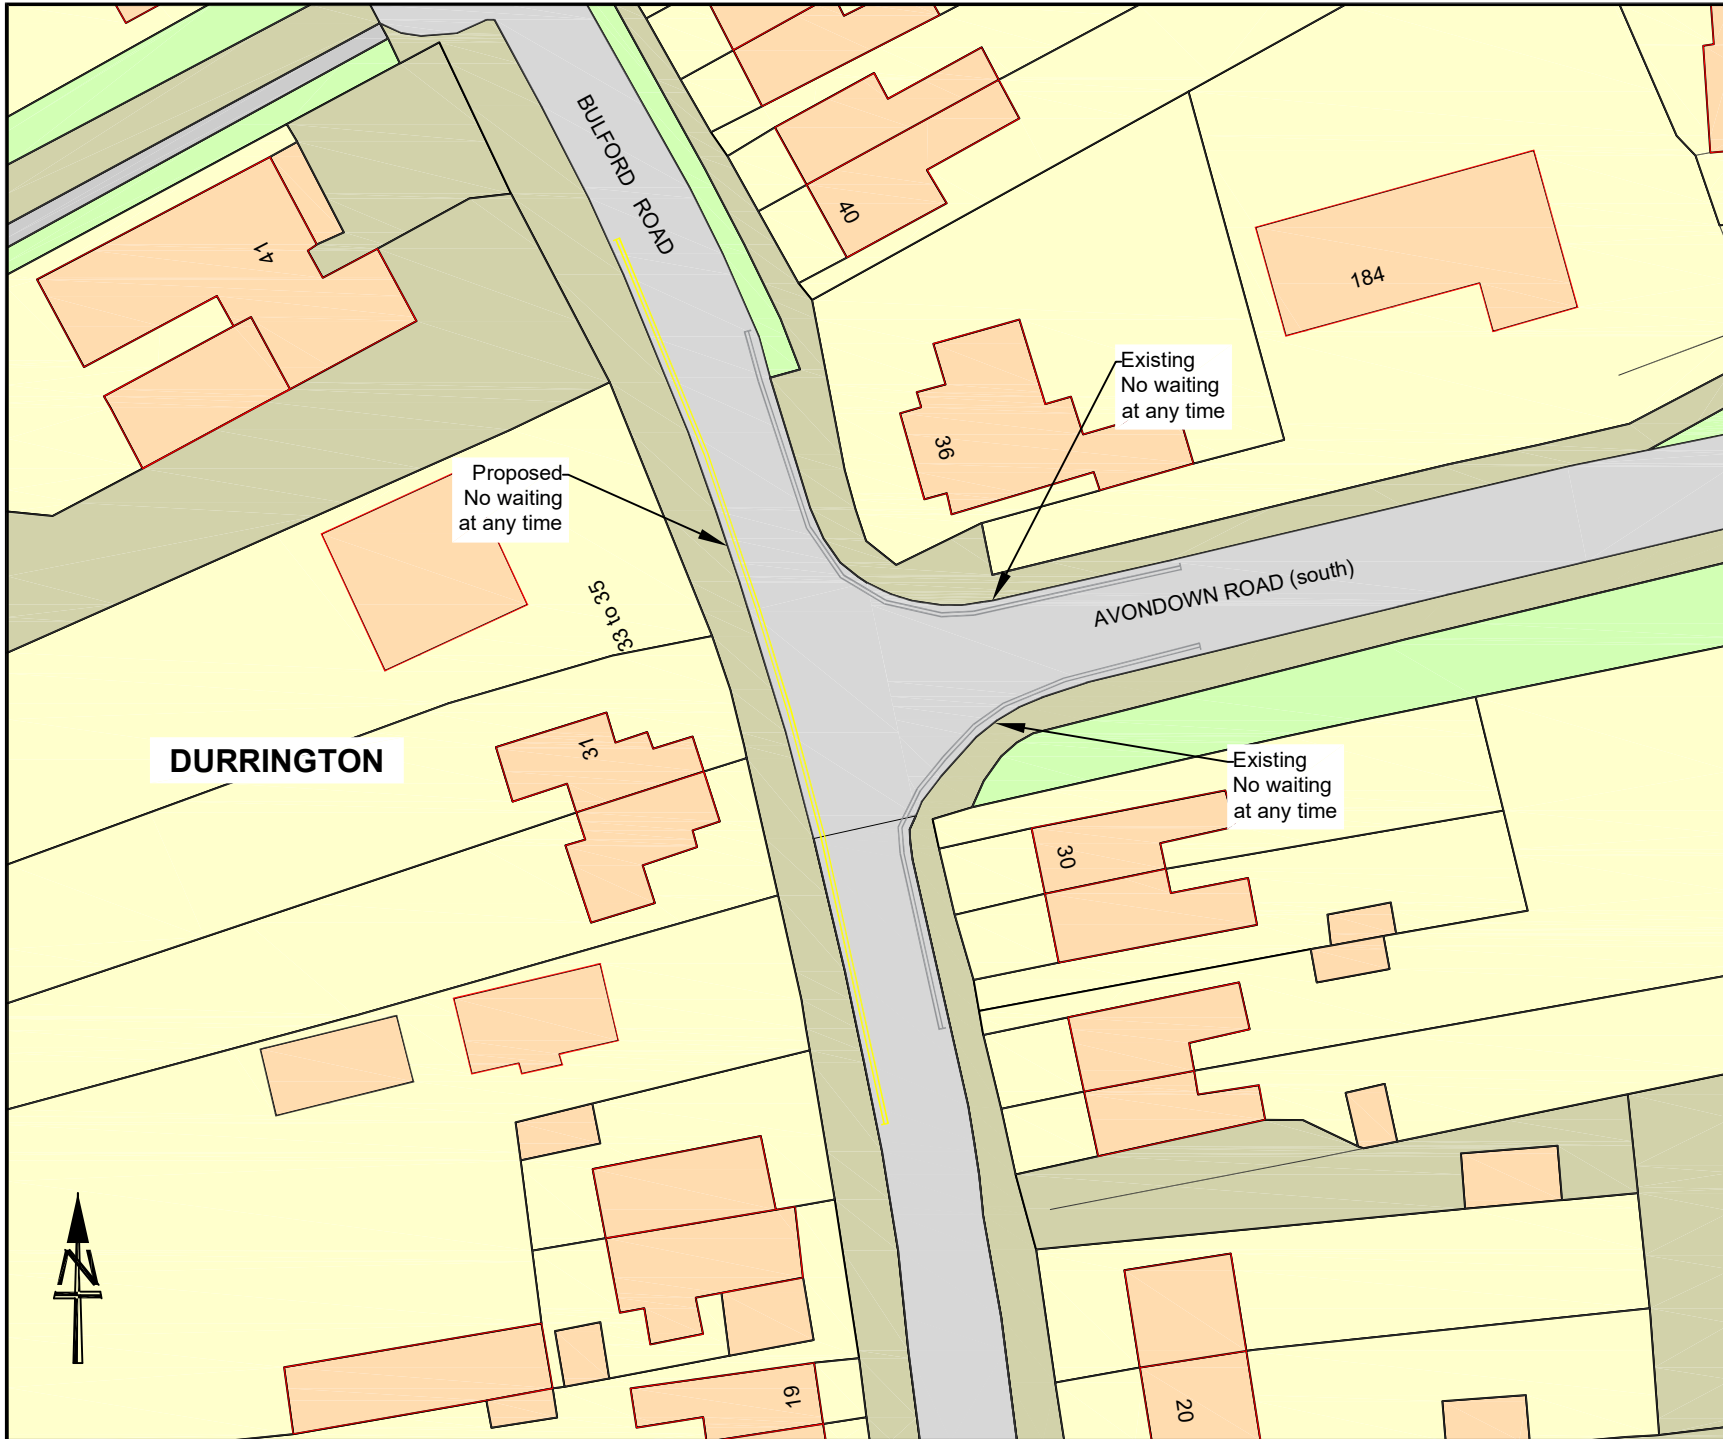 BULFORD ROAD
40
41
184
Existing
No waiting
at any time
36
Proposed
No waiting
at any time
AVONDOWN ROAD (south)
33 to 35
31
DURRINGTON
Existing
No waiting
at any time
30
N
19
20